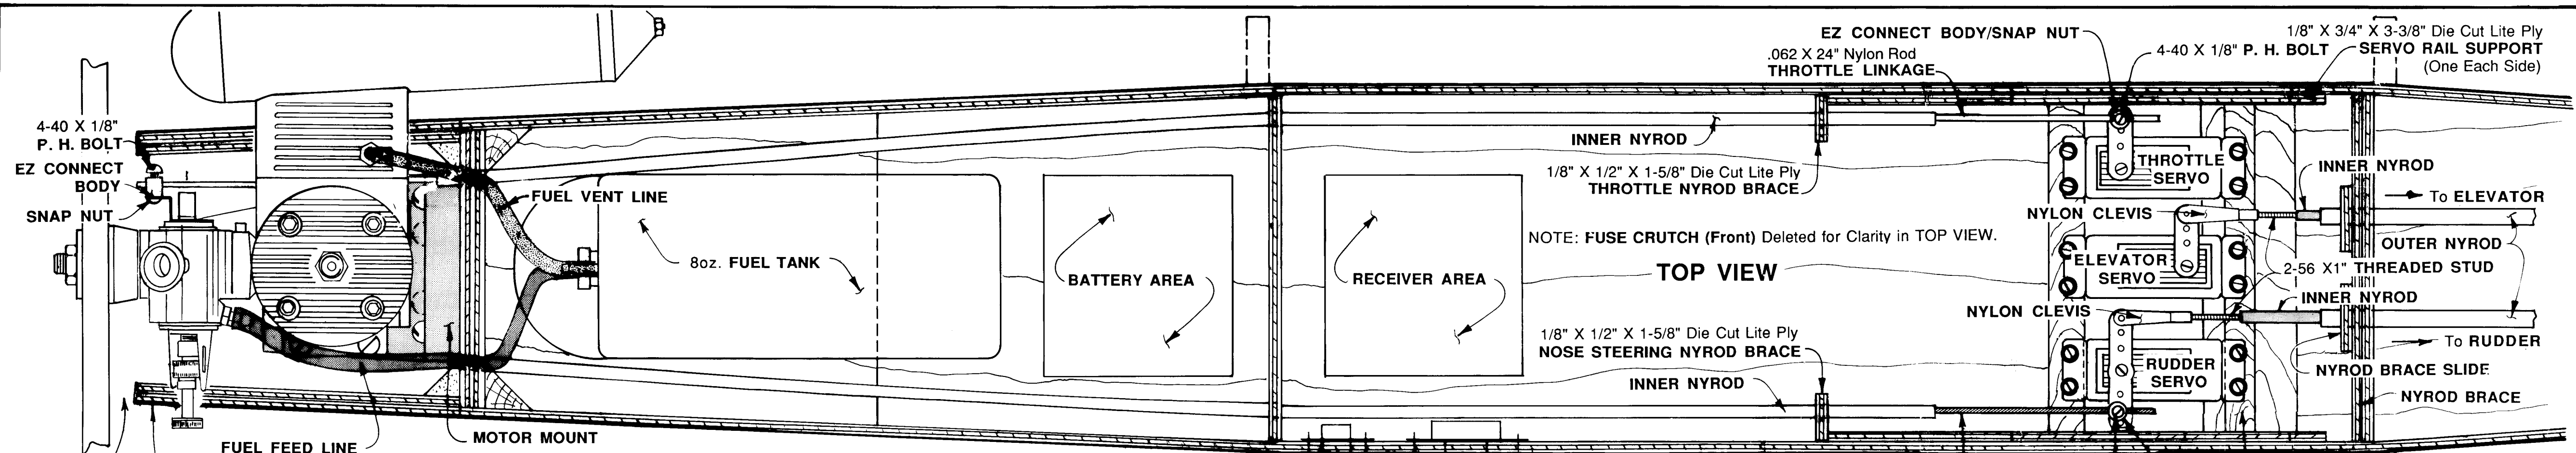 4-40 X 1/8"
P. H. BOLT
EZ CONNECT
BODY
SNAP NUT
FUEL FEED LINE
MOTOR MOUNT
FUEL VENT LINE
8oz. FUEL TANK
BATTERY AREA
RECEIVER AREA
EZ CONNECT BODY/SNAP NUT
.062 X 24" Nylon Rod
THROTTLE LINKAGE
4-40 X 1/8" P. H. BOLT
1/8" X 3/4" X 3-3/8" Die Cut Lite Ply
SERVO RAIL SUPPORT
(One Each Side)
INNER NYROD
1/8" X 1/2" X 1-5/8" Die Cut Lite Ply
THROTTLE NYROD BRACE
NOTE: FUSE CRUTCH (Front) Deleted for Clarity in TOP VIEW.
TOP VIEW
1/8" X 1/2" X 1-5/8" Die Cut Lite Ply
NOSE STEERING NYROD BRACE
INNER NYROD
THROTTLE
SERVO
NYLON CLEVIS
ELEVATOR
SERVO
NYLON CLEVIS
RUDDER
SERVO
INNER NYROD
To ELEVATOR
OUTER NYROD
2-56 X1" THREADED STUD
INNER NYROD
To RUDDER
NYROD BRACE SLIDE
NYROD BRACE